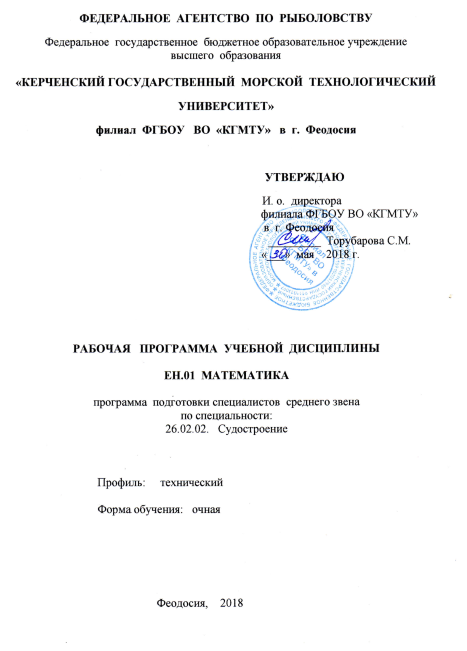 ФЕДЕРАЛЬНОЕ АГЕНТСТВО ПО РЫБОЛОВСТВУ
Федеральное государственное бюджетное образовательное учреждение
высшего образования
«КЕРЧЕНСКИЙ ГОСУДАРСТВЕННЫЙ МОРСКОЙ ТЕХНОЛОГИЧЕСКИЙ
УНИВЕРСИТЕТ»
филиал ФГБОУ ВО «КГМТУ» в г. Феодосия
УТВЕРЖДАЮ
И. о. директора
филиала ФГБОУ ВО «КГМТУ»
в г. Феодосия
Торубарова С.М.
«30» мая 2018 г.
РАБОЧАЯ ПРОГРАММА УЧЕБНОЙ ДИСЦИПЛИНЫ
ЕН.01 МАТЕМАТИКА
программа подготовки специалистов среднего звена
по специальности:
26.02.02. Судостроение
Профиль: технический
Форма обучения: очная
Феодосия, 2018